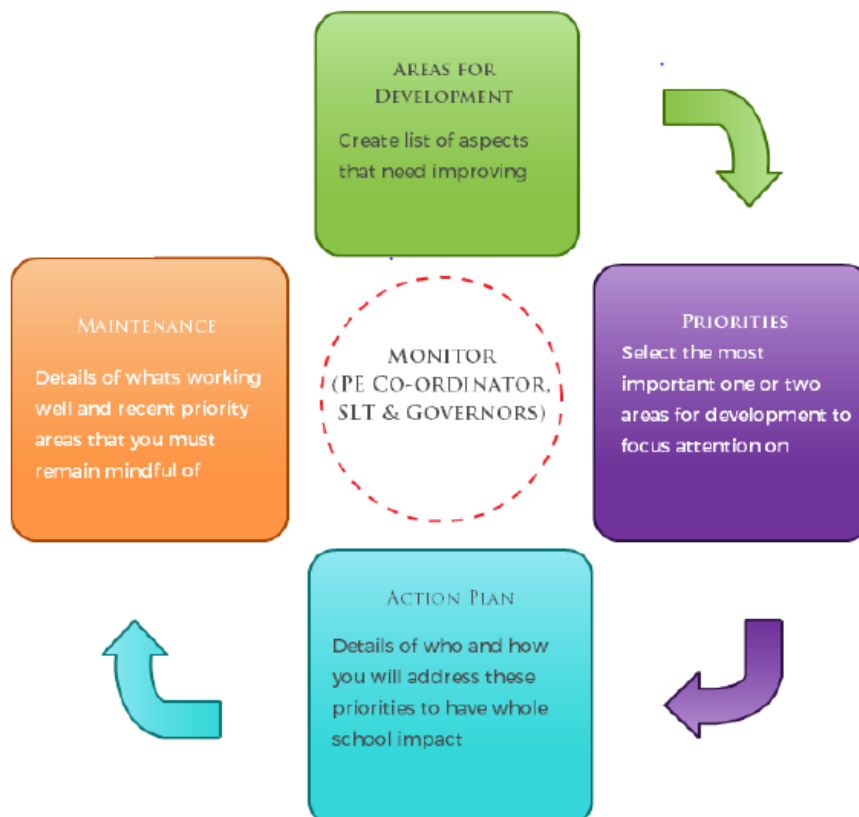 AREAS FOR
DEVELOPMENT
Create list of aspects
that need improving
PRIORITIES
Select the most
important one or two
areas for development to
focus attention on
ACTION PLAN
Details of who and how
you will address these
priorities to have whole
school impact
MAINTENANCE
Details of whats working
well and recent priority
areas that you must
remain mindful of
MONITOR
(PE CO-ORDINATOR,
SLT & GOVERNORS)